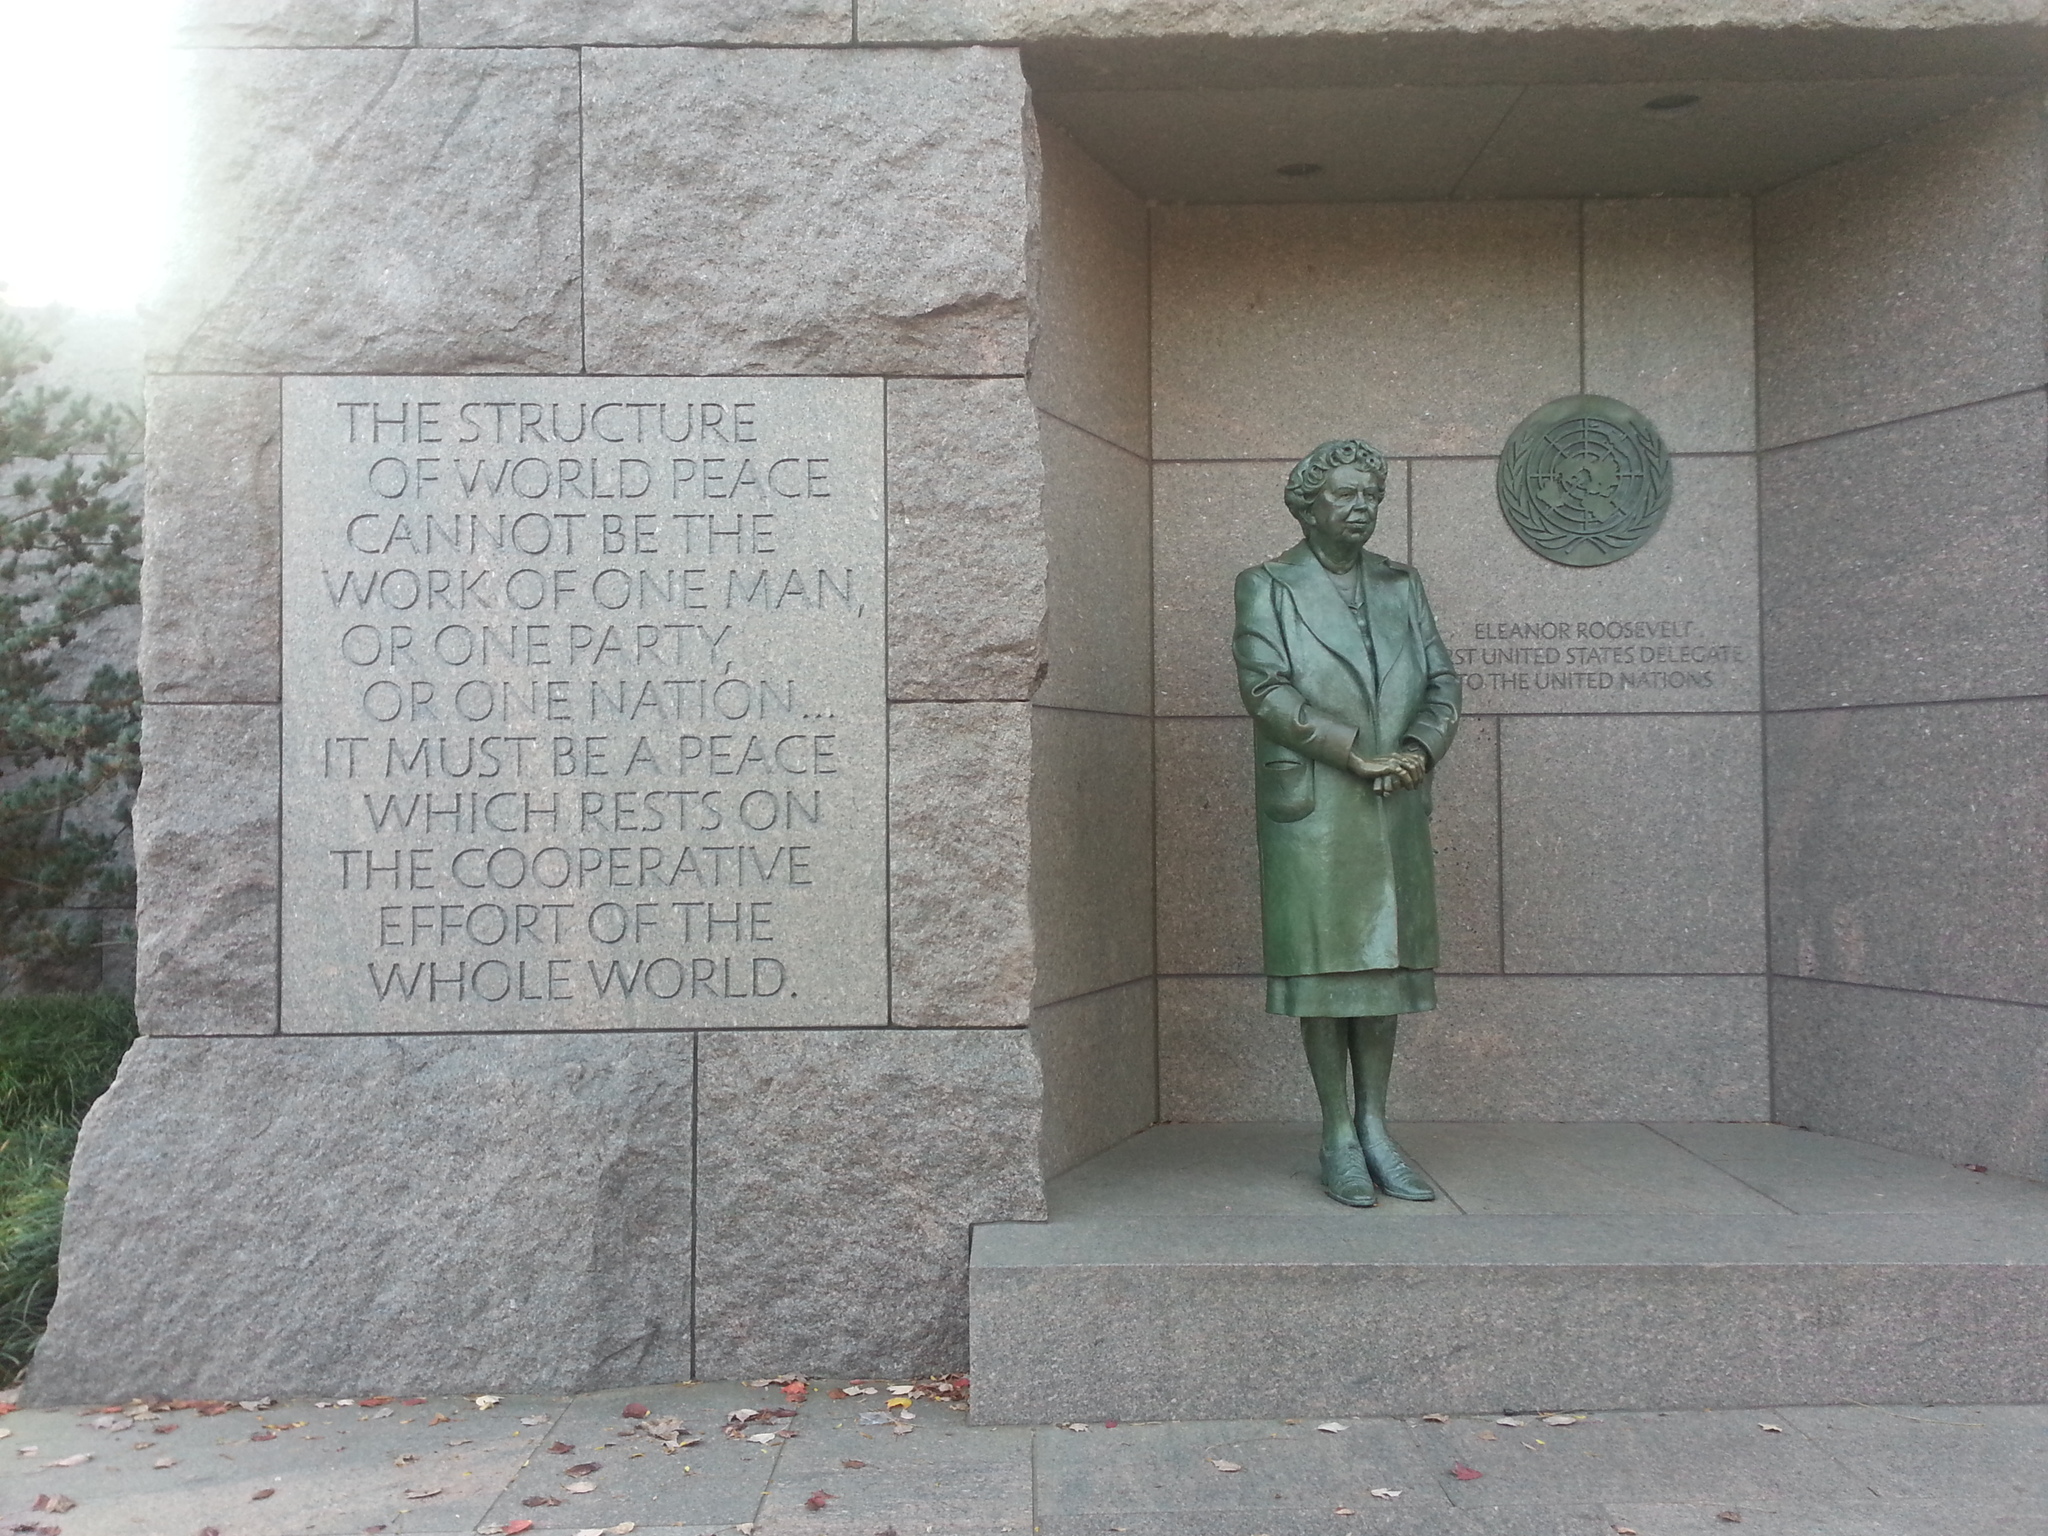 THE STRUCTURE
OF WORLD PEACE
CANNOT BE THE
WORK OF ONE MAN,
OR ONE PARTY,
OR ONE NATION...
IT MUST BE A PEACE
WHICH RESTS ON
THE COOPERATIVE
EFFORT OF THE
WHOLE WORLD.
ELEANOR ROOSEVELT
UNITED STATES DELEGATE
TO THE UNITED NATIONS